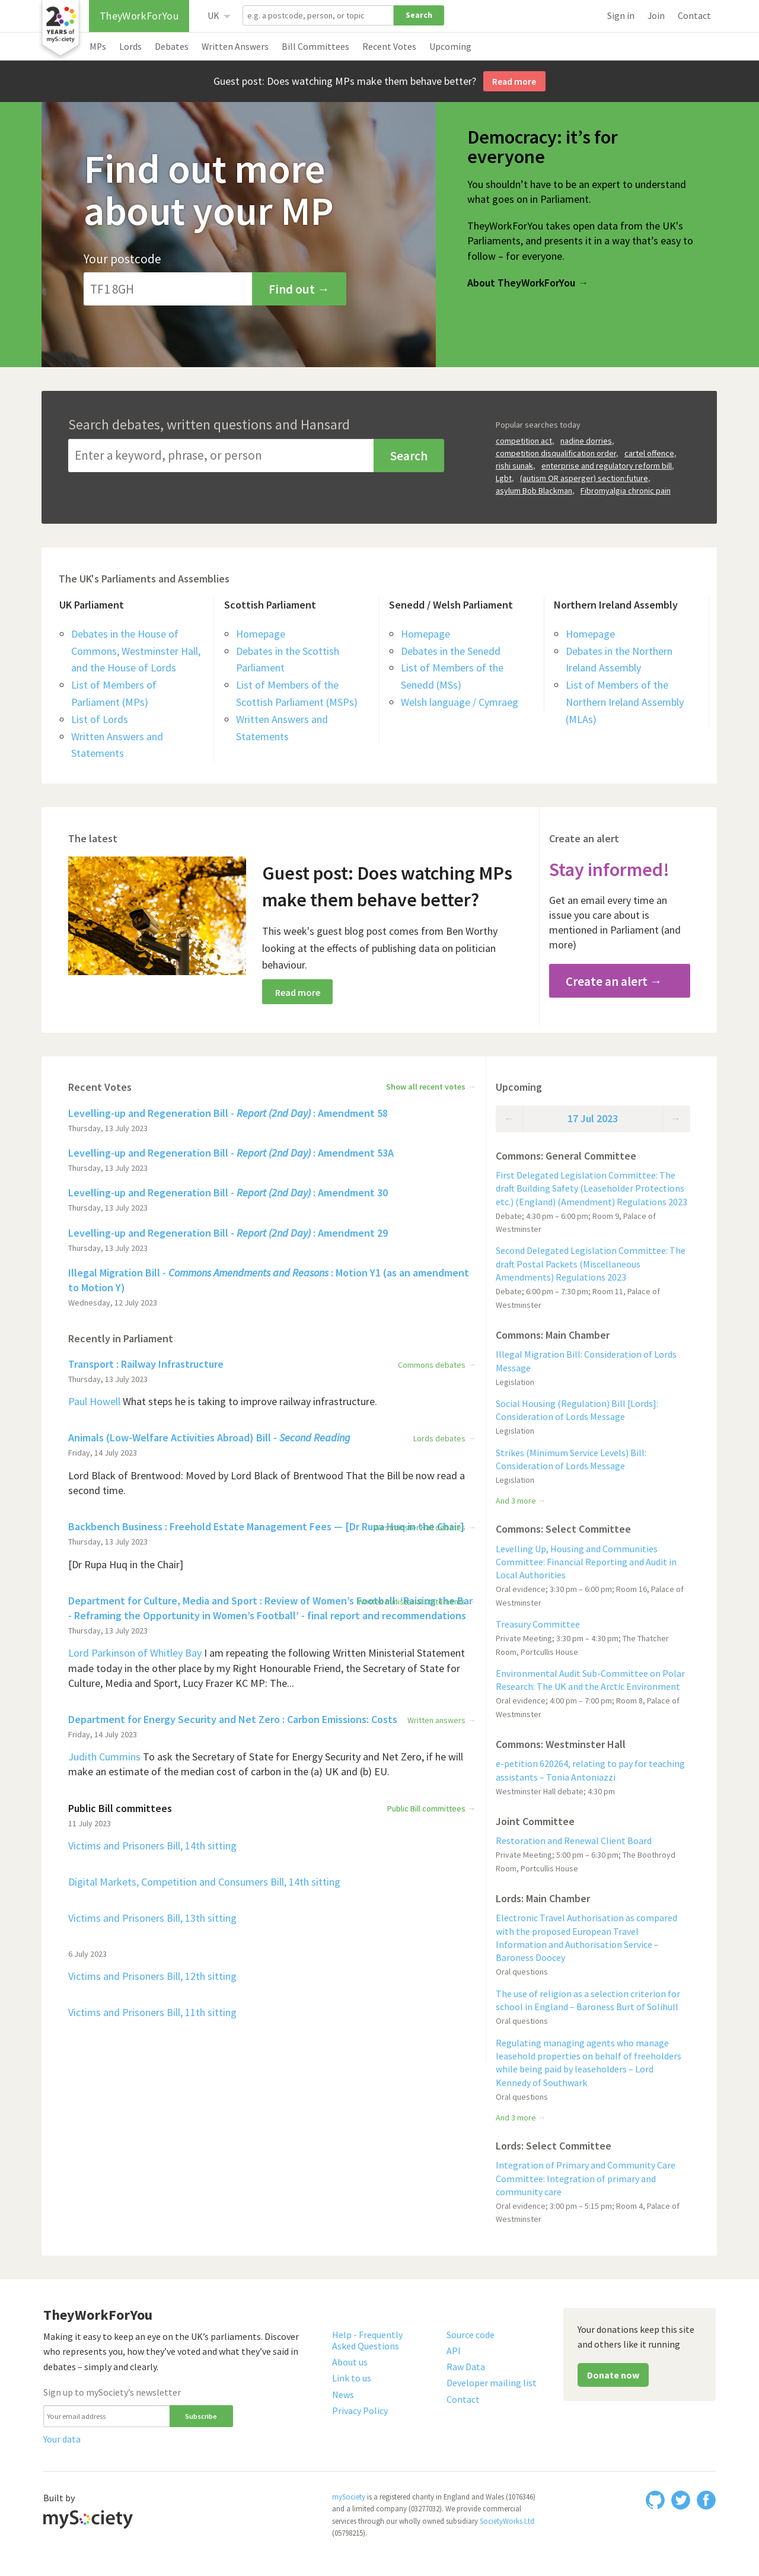 20
YEARS of
mySociety
TheyWorkForYou
UK
e.g. a postcode, person, or topic
Search
Sign in
Join
Contact
MPs
Lords
Debates
Written Answers
Bill Committees
Recent Votes
Upcoming
Guest post: Does watching MPs make them behave better?
Read more
Find out more
about your MP
Your postcode
TF1 8GH
Find out →
Democracy: it's for
everyone
You shouldn't have to be an expert to understand
what goes on in Parliament.
TheyWorkForYou takes open data from the UK's
Parliaments, and presents it in a way that's easy to
follow – for everyone.
About TheyWorkForYou →
Search debates, written questions and Hansard
Enter a keyword, phrase, or person
Search
Popular searches today
competition act, nadine dorries,
competition disqualification order, cartel offence,
rishi sunak, enterprise and regulatory reform bill,
Lgbt, (autism OR asperger) section:future,
asylum Bob Blackman, Fibromyalgia chronic pain
The UK's Parliaments and Assemblies
UK Parliament
Debates in the House of
Commons, Westminster Hall,
and the House of Lords
List of Members of
Parliament (MPs)
List of Lords
Written Answers and
Statements
Scottish Parliament
Homepage
Debates in the Scottish
Parliament
List of Members of the
Scottish Parliament (MSPs)
Written Answers and
Statements
Senedd / Welsh Parliament
Homepage
Debates in the Senedd
List of Members of the
Senedd (MSs)
Welsh language / Cymraeg
Northern Ireland Assembly
Homepage
Debates in the Northern
Ireland Assembly
List of Members of the
Northern Ireland Assembly
(MLAs)
The latest
Guest post: Does watching MPs
make them behave better?
This week's guest blog post comes from Ben Worthy
looking at the effects of publishing data on politician
behaviour.
Read more
Create an alert
Stay informed!
Get an email every time an
issue you care about is
mentioned in Parliament (and
more)
Create an alert →
Recent Votes
Show all recent votes →
Levelling-up and Regeneration Bill - Report (2nd Day) : Amendment 58
Thursday, 13 July 2023
Levelling-up and Regeneration Bill - Report (2nd Day) : Amendment 53A
Thursday, 13 July 2023
Levelling-up and Regeneration Bill - Report (2nd Day) : Amendment 30
Thursday, 13 July 2023
Levelling-up and Regeneration Bill - Report (2nd Day) : Amendment 29
Thursday, 13 July 2023
Illegal Migration Bill - Commons Amendments and Reasons : Motion Y1 (as an amendment
to Motion Y)
Wednesday, 12 July 2023
Recently in Parliament
Transport : Railway Infrastructure
Commons debates →
Thursday, 13 July 2023
Paul Howell What steps he is taking to improve railway infrastructure.
Animals (Low-Welfare Activities Abroad) Bill - Second Reading
Lords debates →
Friday, 14 July 2023
Lord Black of Brentwood: Moved by Lord Black of Brentwood That the Bill be now read a
second time.
Backbench Business : Freehold Estate Management Fees — [Dr Rupa Huq in the Chair]
Thursday, 13 July 2023
[Dr Rupa Huq in the Chair]
Department for Culture, Media and Sport : Review of Women's Football 'Raising the Bar
- Reframing the Opportunity in Women's Football' - final report and recommendations
Thursday, 13 July 2023
Lord Parkinson of Whitley Bay I am repeating the following Written Ministerial Statement
made today in the other place by my Right Honourable Friend, the Secretary of State for
Culture, Media and Sport, Lucy Frazer KC MP: The...
Department for Energy Security and Net Zero : Carbon Emissions: Costs
Written answers →
Friday, 14 July 2023
Judith Cummins To ask the Secretary of State for Energy Security and Net Zero, if he will
make an estimate of the median cost of carbon in the (a) UK and (b) EU.
Public Bill committees
Public Bill committees →
11 July 2023
Victims and Prisoners Bill, 14th sitting
Digital Markets, Competition and Consumers Bill, 14th sitting
Victims and Prisoners Bill, 13th sitting
6 July 2023
Victims and Prisoners Bill, 12th sitting
Victims and Prisoners Bill, 11th sitting
Upcoming
← 17 Jul 2023 →
Commons: General Committee
First Delegated Legislation Committee: The
draft Building Safety (Leaseholder Protections
etc.) (England) (Amendment) Regulations 2023
Debate; 4:30 pm – 6:00 pm; Room 9, Palace of
Westminster
Second Delegated Legislation Committee: The
draft Postal Packets (Miscellaneous
Amendments) Regulations 2023
Debate; 6:00 pm – 7:30 pm; Room 11, Palace of
Westminster
Commons: Main Chamber
Illegal Migration Bill: Consideration of Lords
Message
Legislation
Social Housing (Regulation) Bill [Lords]:
Consideration of Lords Message
Legislation
Strikes (Minimum Service Levels) Bill:
Consideration of Lords Message
Legislation
And 3 more →
Commons: Select Committee
Levelling Up, Housing and Communities
Committee: Financial Reporting and Audit in
Local Authorities
Oral evidence; 3:30 pm – 6:00 pm; Room 16, Palace of
Westminster
Treasury Committee
Private Meeting; 3:30 pm – 4:30 pm; The Thatcher
Room, Portcullis House
Environmental Audit Sub-Committee on Polar
Research: The UK and the Arctic Environment
Oral evidence; 4:00 pm – 7:00 pm; Room 8, Palace of
Westminster
Commons: Westminster Hall
e-petition 620264, relating to pay for teaching
assistants – Tonia Antoniazzi
Westminster Hall debate; 4:30 pm
Joint Committee
Restoration and Renewal Client Board
Private Meeting; 5:00 pm – 6:30 pm; The Boothroyd
Room, Portcullis House
Lords: Main Chamber
Electronic Travel Authorisation as compared
with the proposed European Travel
Information and Authorisation Service –
Baroness Doocey
Oral questions
The use of religion as a selection criterion for
school in England – Baroness Burt of Solihull
Oral questions
Regulating managing agents who manage
leasehold properties on behalf of freeholders
while being paid by leaseholders – Lord
Kennedy of Southwark
Oral questions
And 3 more →
Lords: Select Committee
Integration of Primary and Community Care
Committee: Integration of primary and
community care
Oral evidence; 3:00 pm – 5:15 pm; Room 4, Palace of
Westminster
TheyWorkForYou
Making it easy to keep an eye on the UK's parliaments. Discover
who represents you, how they've voted and what they've said in
debates – simply and clearly.
Sign up to mySociety's newsletter
Your email address
Subscribe
Your data
Help - Frequently
Asked Questions
About us
Link to us
News
Privacy Policy
Source code
API
Raw Data
Developer mailing list
Contact
Your donations keep this site
and others like it running
Donate now
Built by
mySociety
mySociety is a registered charity in England and Wales (1076346)
and a limited company (03277032). We provide commercial
services through our wholly owned subsidiary SocietyWorks Ltd
(05798215).